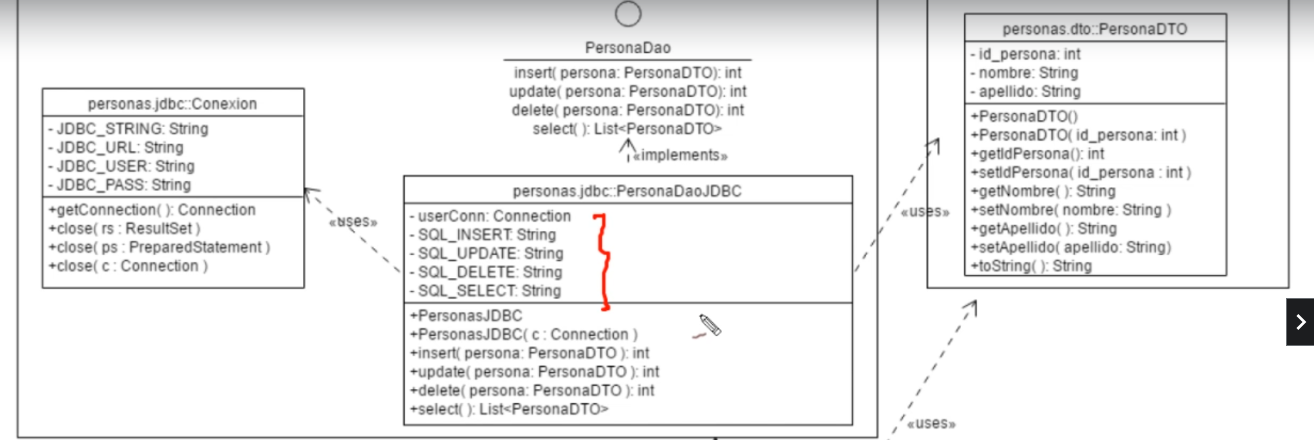 PersonaDao
insert( persona: PersonaDTO): int
update( persona: PersonaDTO): int
delete( persona: PersonaDTO): int
select( ): List<PersonaDTO>
«implements»
personas.jdbc::Conexion
- JDBC_STRING: String
- JDBC_URL: String
- JDBC_USER: String
- JDBC_PASS: String
+getConnection( ): Connection
+close( rs : ResultSet )
+close( ps : PreparedStatement )
+close( c : Connection )
«uses»
personas.jdbc::PersonaDaoJDBC
- userConn: Connection
- SQL_INSERT: String
- SQL_UPDATE: String
- SQL_DELETE: String
- SQL_SELECT: String
+PersonasJDBC
+PersonasJDBC( c : Connection )
+insert( persona: PersonaDTO ): int
+update( persona: PersonaDTO ): int
+delete( persona: PersonaDTO ): int
+select( ): List<PersonaDTO>
«uses»
personas.dto::PersonaDTO
- id_persona: int
- nombre: String
- apellido: String
+PersonaDTO()
+PersonaDTO( id_persona: int )
+getIdPersona(): int
+setIdPersona( id_persona : int )
+getNombre( ): String
+setNombre( nombre: String )
+getApellido( ): String
+setApellido( apellido: String)
+toString( ): String
«uses»